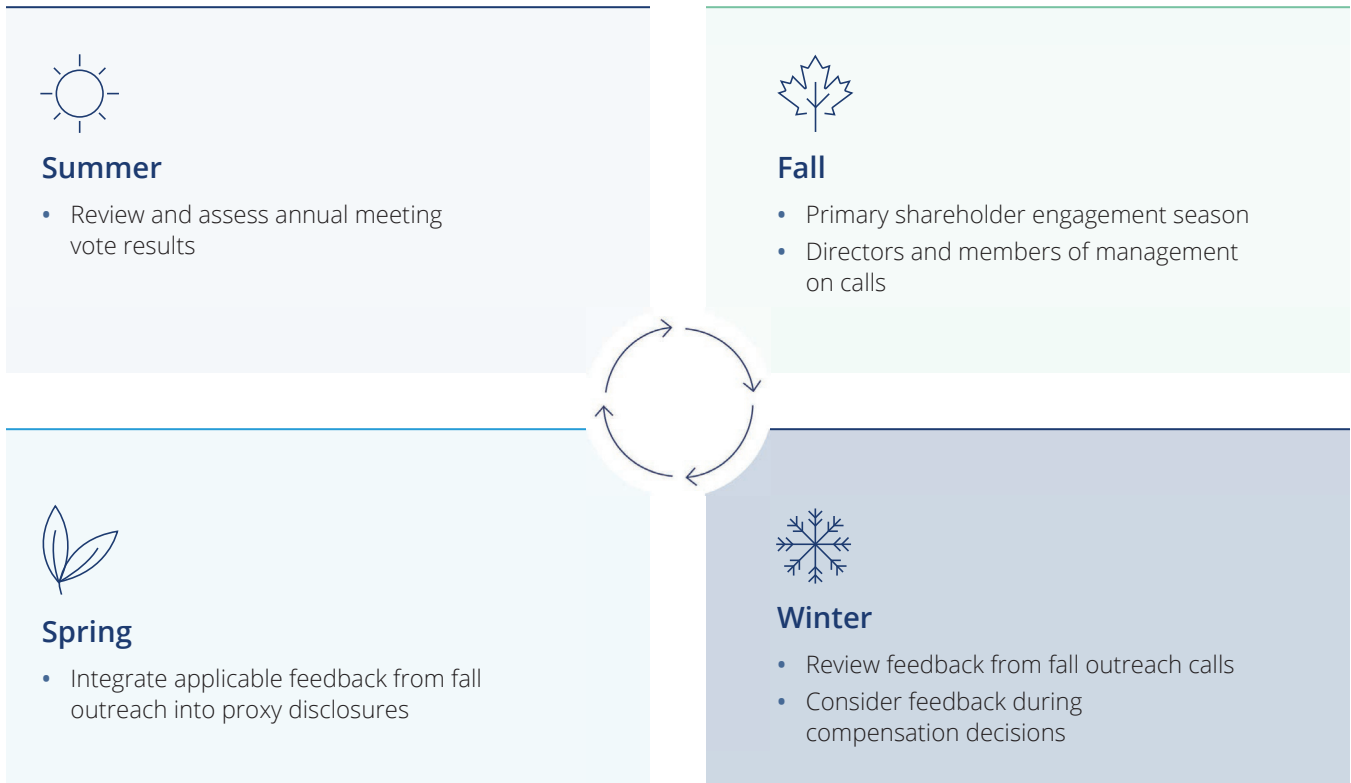 Summer
• Review and assess annual meeting
vote results
Fall
• Primary shareholder engagement season
• Directors and members of management
on calls
Spring
• Integrate applicable feedback from fall
outreach into proxy disclosures
Winter
• Review feedback from fall outreach calls
• Consider feedback during
compensation decisions